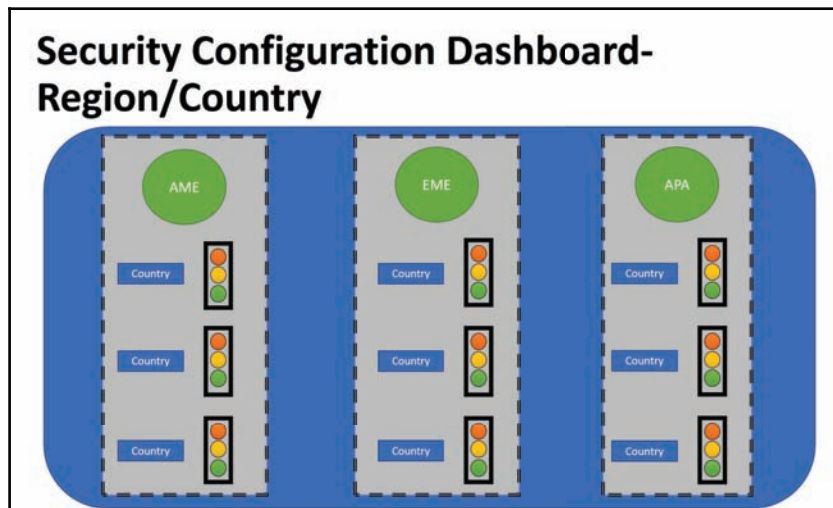 Security Configuration Dashboard-
Region/Country
AME
EME
APA
Country
Country
Country
Country
Country
Country
Country
Country
Country